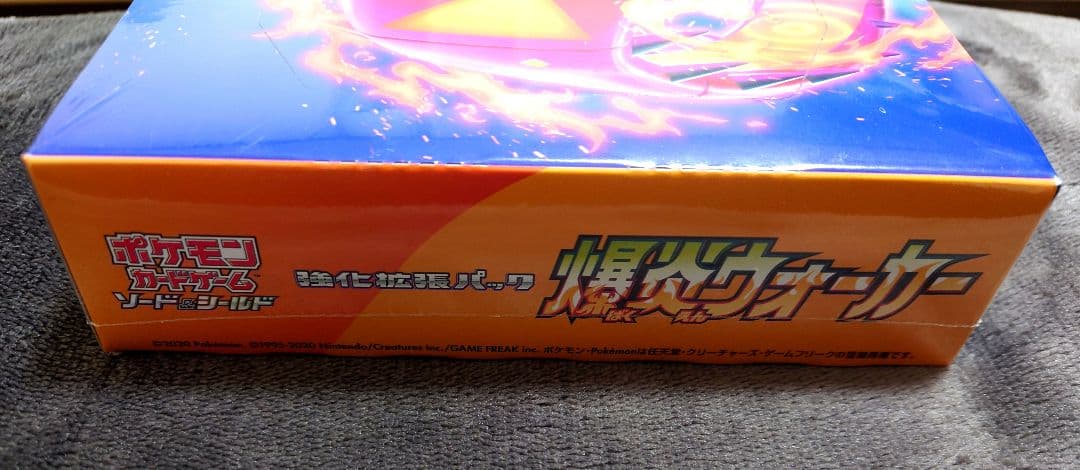 ポケモン
カードゲーム
ソード&シールド
強化拡張パック
爆炎ウォーカー
ばく えん
©2020 Pokémon. ©1995-2020 Nintendo/Creatures Inc./GAME FREAK inc. ポケモン・Pokémonは任天堂・クリーチャーズ・ゲームフリークの登録商標です。